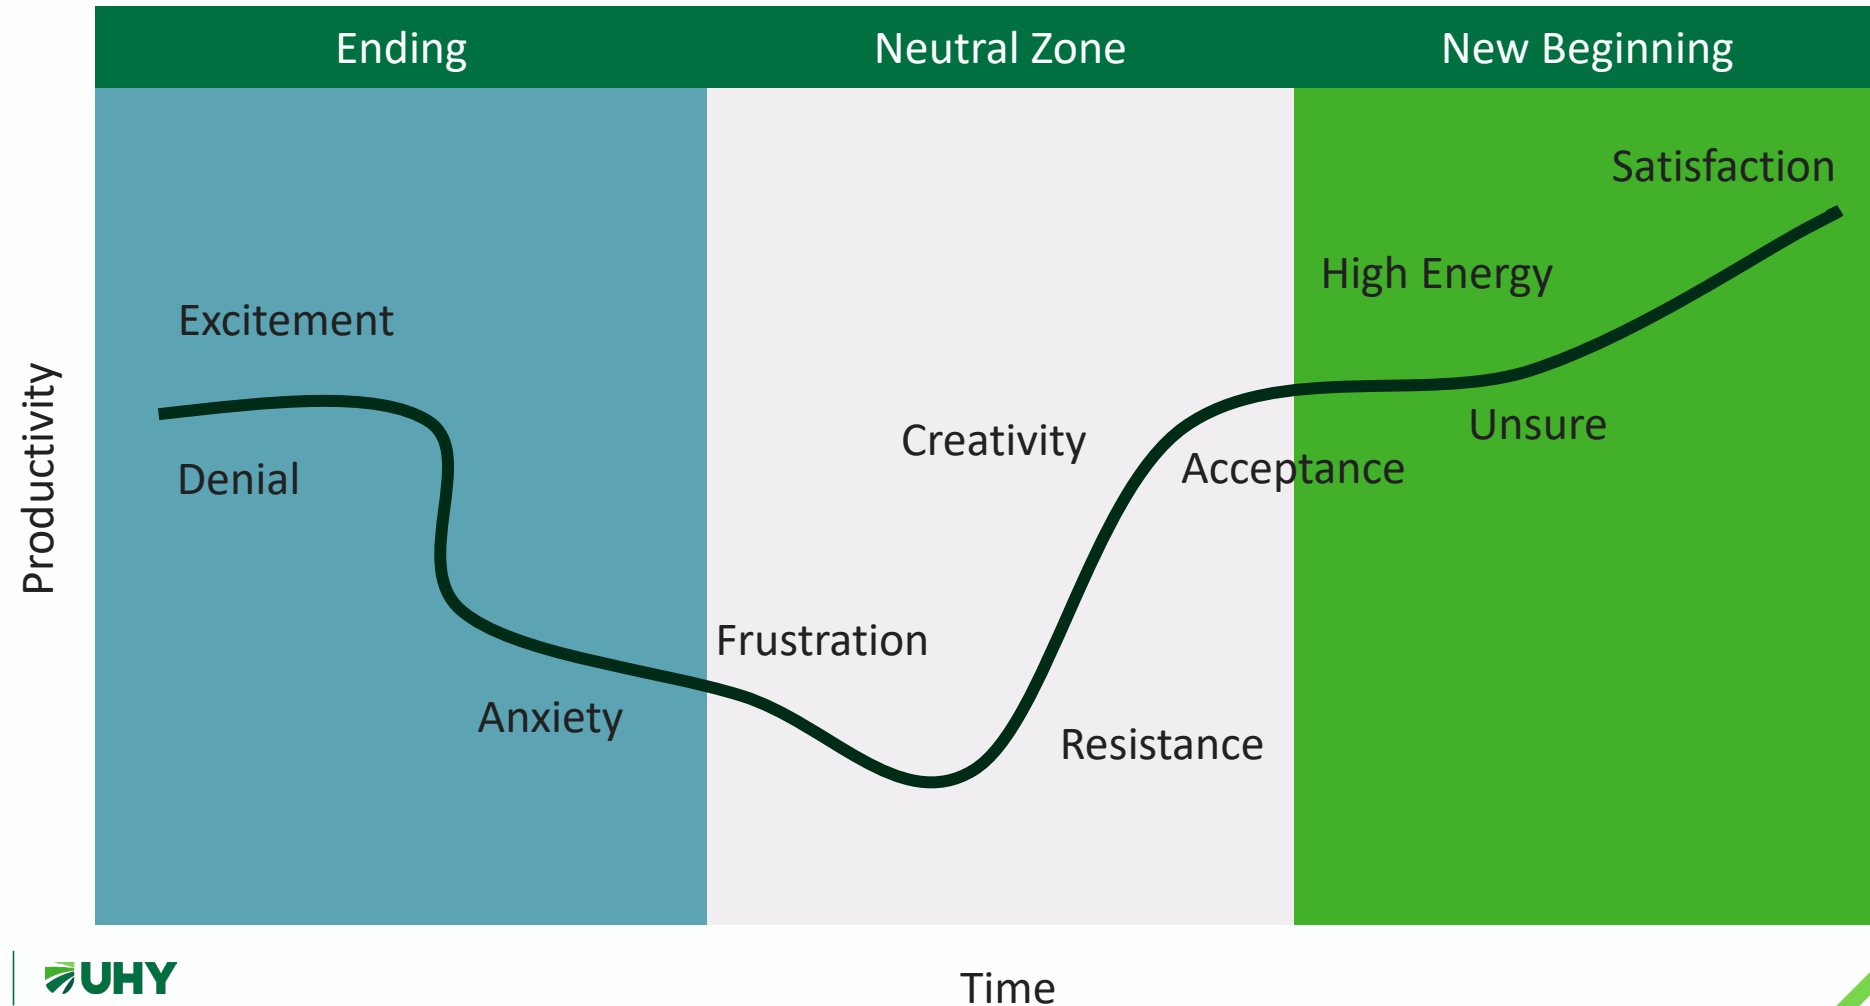 Ending
Neutral Zone
New Beginning
Satisfaction
High Energy
Excitement
Creativity
Unsure
Acceptance
Denial
Productivity
Frustration
Anxiety
Resistance
UHY
Time